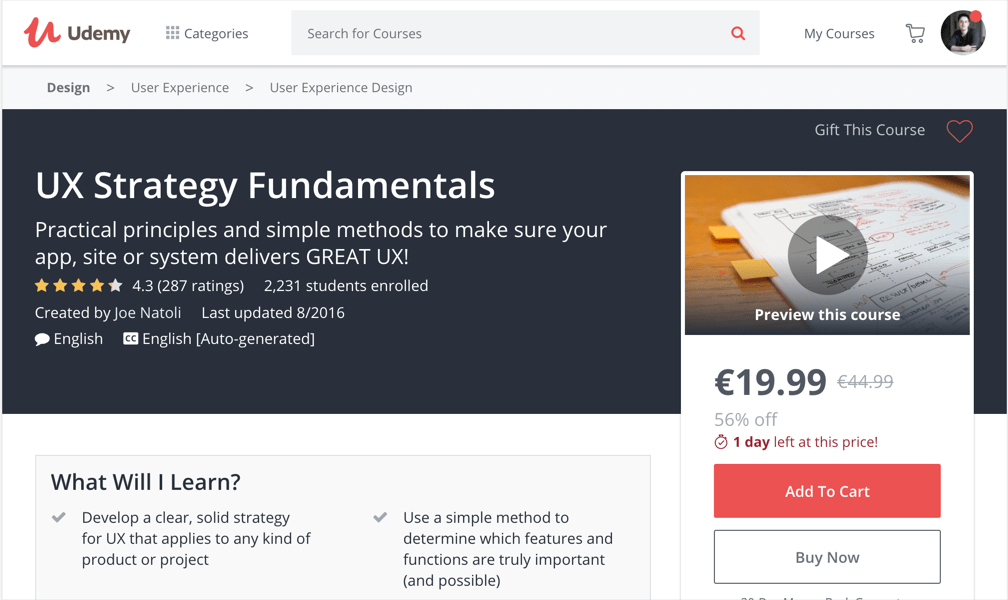 Udemy
Categories
Search for Courses
My Courses
Design > User Experience > User Experience Design
Gift This Course
UX Strategy Fundamentals
Practical principles and simple methods to make sure your
app, site or system delivers GREAT UX!
4.3 (287 ratings) 2,231 students enrolled
Created by Joe Natoli Last updated 8/2016
English CC English [Auto-generated]
Preview this course
€19.99 €44.99
56% off
1 day left at this price!
Add To Cart
Buy Now
What Will I Learn?
Develop a clear, solid strategy
for UX that applies to any kind of
product or project
Use a simple method to
determine which features and
functions are truly important
(and possible)